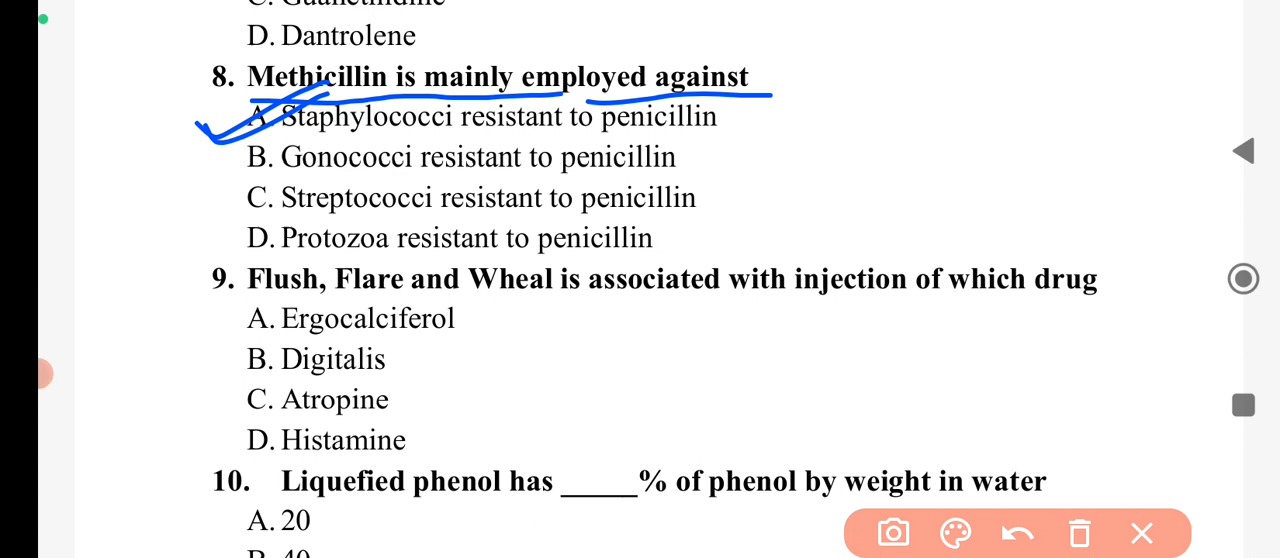 D. Dantrolene
8. Methicillin is mainly employed against
A. Staphylococci resistant to penicillin
B. Gonococci resistant to penicillin
C. Streptococci resistant to penicillin
D. Protozoa resistant to penicillin
9. Flush, Flare and Wheal is associated with injection of which drug
A. Ergocalciferol
B. Digitalis
C. Atropine
D. Histamine
10. Liquefied phenol has _____% of phenol by weight in water
A. 20